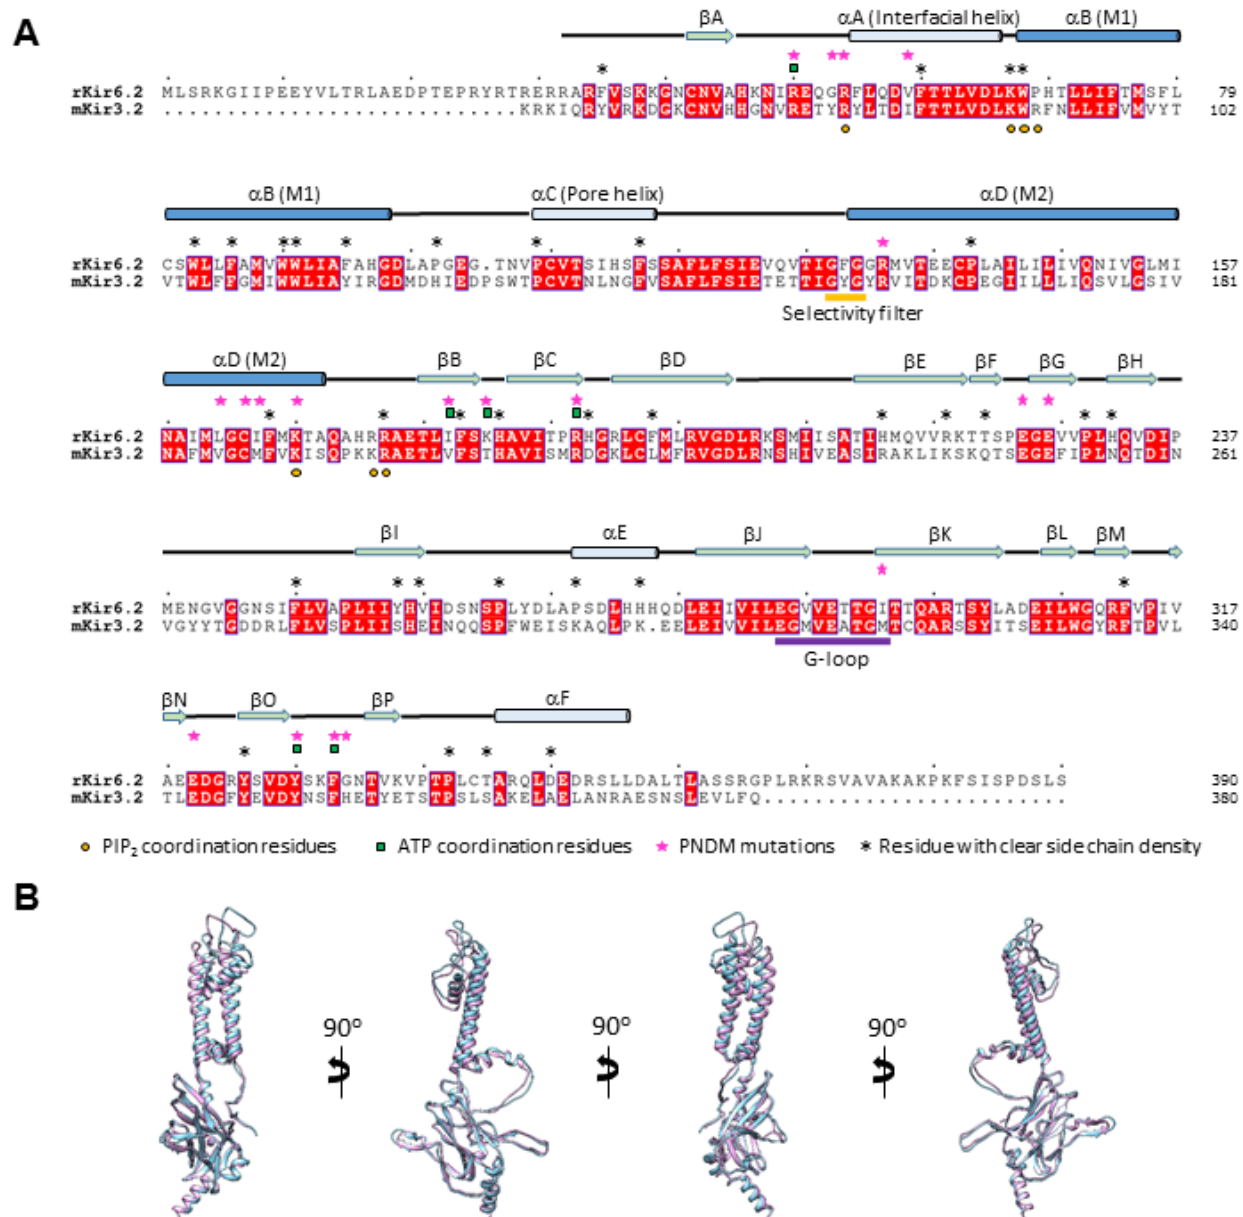 A
βA αA (Interfacial helix) αB (M1)
rKir6.2 MLSRKGIIPEEYVLTRLAEDPTEPRYRTRERRARFVSKKGNCNVAHKNIREQGRFLQDVFTTLVDLKWPHTLLIFTMSFL 79
mKir3.2 ............................KRKIQRYVRKDGKCNVHHGNVRETYRYLTDIFTTLVDLKWRFNLLIFVMVYT 102
αB (M1) αC (Pore helix) αD (M2)
rKir6.2 CSWLLFAMVWWLIAFAHGDLAPGEG.TNVPCVTSIHSFSSAFLFSIEVQVTIGFGGRMVTEECPLAILILIVQNIVGLMI 157
mKir3.2 VTWLFFGMIWWLIAYIRGDMDHIEDPSWTPCVTNLNGFVSAFLFSIETETTIGYGYRVITDKCPEGIILLLIQSVLGSIV 181
Selectivity filter
αD (M2) βB βC βD βE βF βG βH
rKir6.2 NAIMLGCIFMKTAQAHRRAETLIFSKHAVITPRHGRLCFMLRVGDLRKSMIISATIHMQVVRKTTSPEGEVVPLHQVDIP 237
mKir3.2 NAFMVGCMFVKISQPKKRAETLVFSTHAVISMRDGKLCLMFRVGDLRNSHIVEASIRAKLIKSKQTSEGEFIPLNQTDIN 261
βI αE βJ βK βL βM
rKir6.2 MENGVGGNSIFLVAPLIIYHVIDSNSPLYDLAPSDLHHHQDLEIIVILEGVVETTGITTQARTSYLADEILWGQRFVPIV 317
mKir3.2 VGYYTGDDRLFLVSPLIISHEINQQSPFWEISKAQLPK.EELEIVVILEGMVEATGMTCQARSSYITSEILWGYRFTPVL 340
G-loop
βN βO βP αF
rKir6.2 AEEDGRYSVDYSKFGNTVKVPTPLCTARQLDEDRSLLDALTLASSRGPLRKRSVAVAKAKPKFSISPDSLS 390
mKir3.2 TLEDGFYEVDYNSFHETYETSTPSLSAKELAELANRAESNSLEVLFQ........................ 380
PIP2 coordination residues ATP coordination residues PNDM mutations Residue with clear side chain density
B
90° 90° 90°